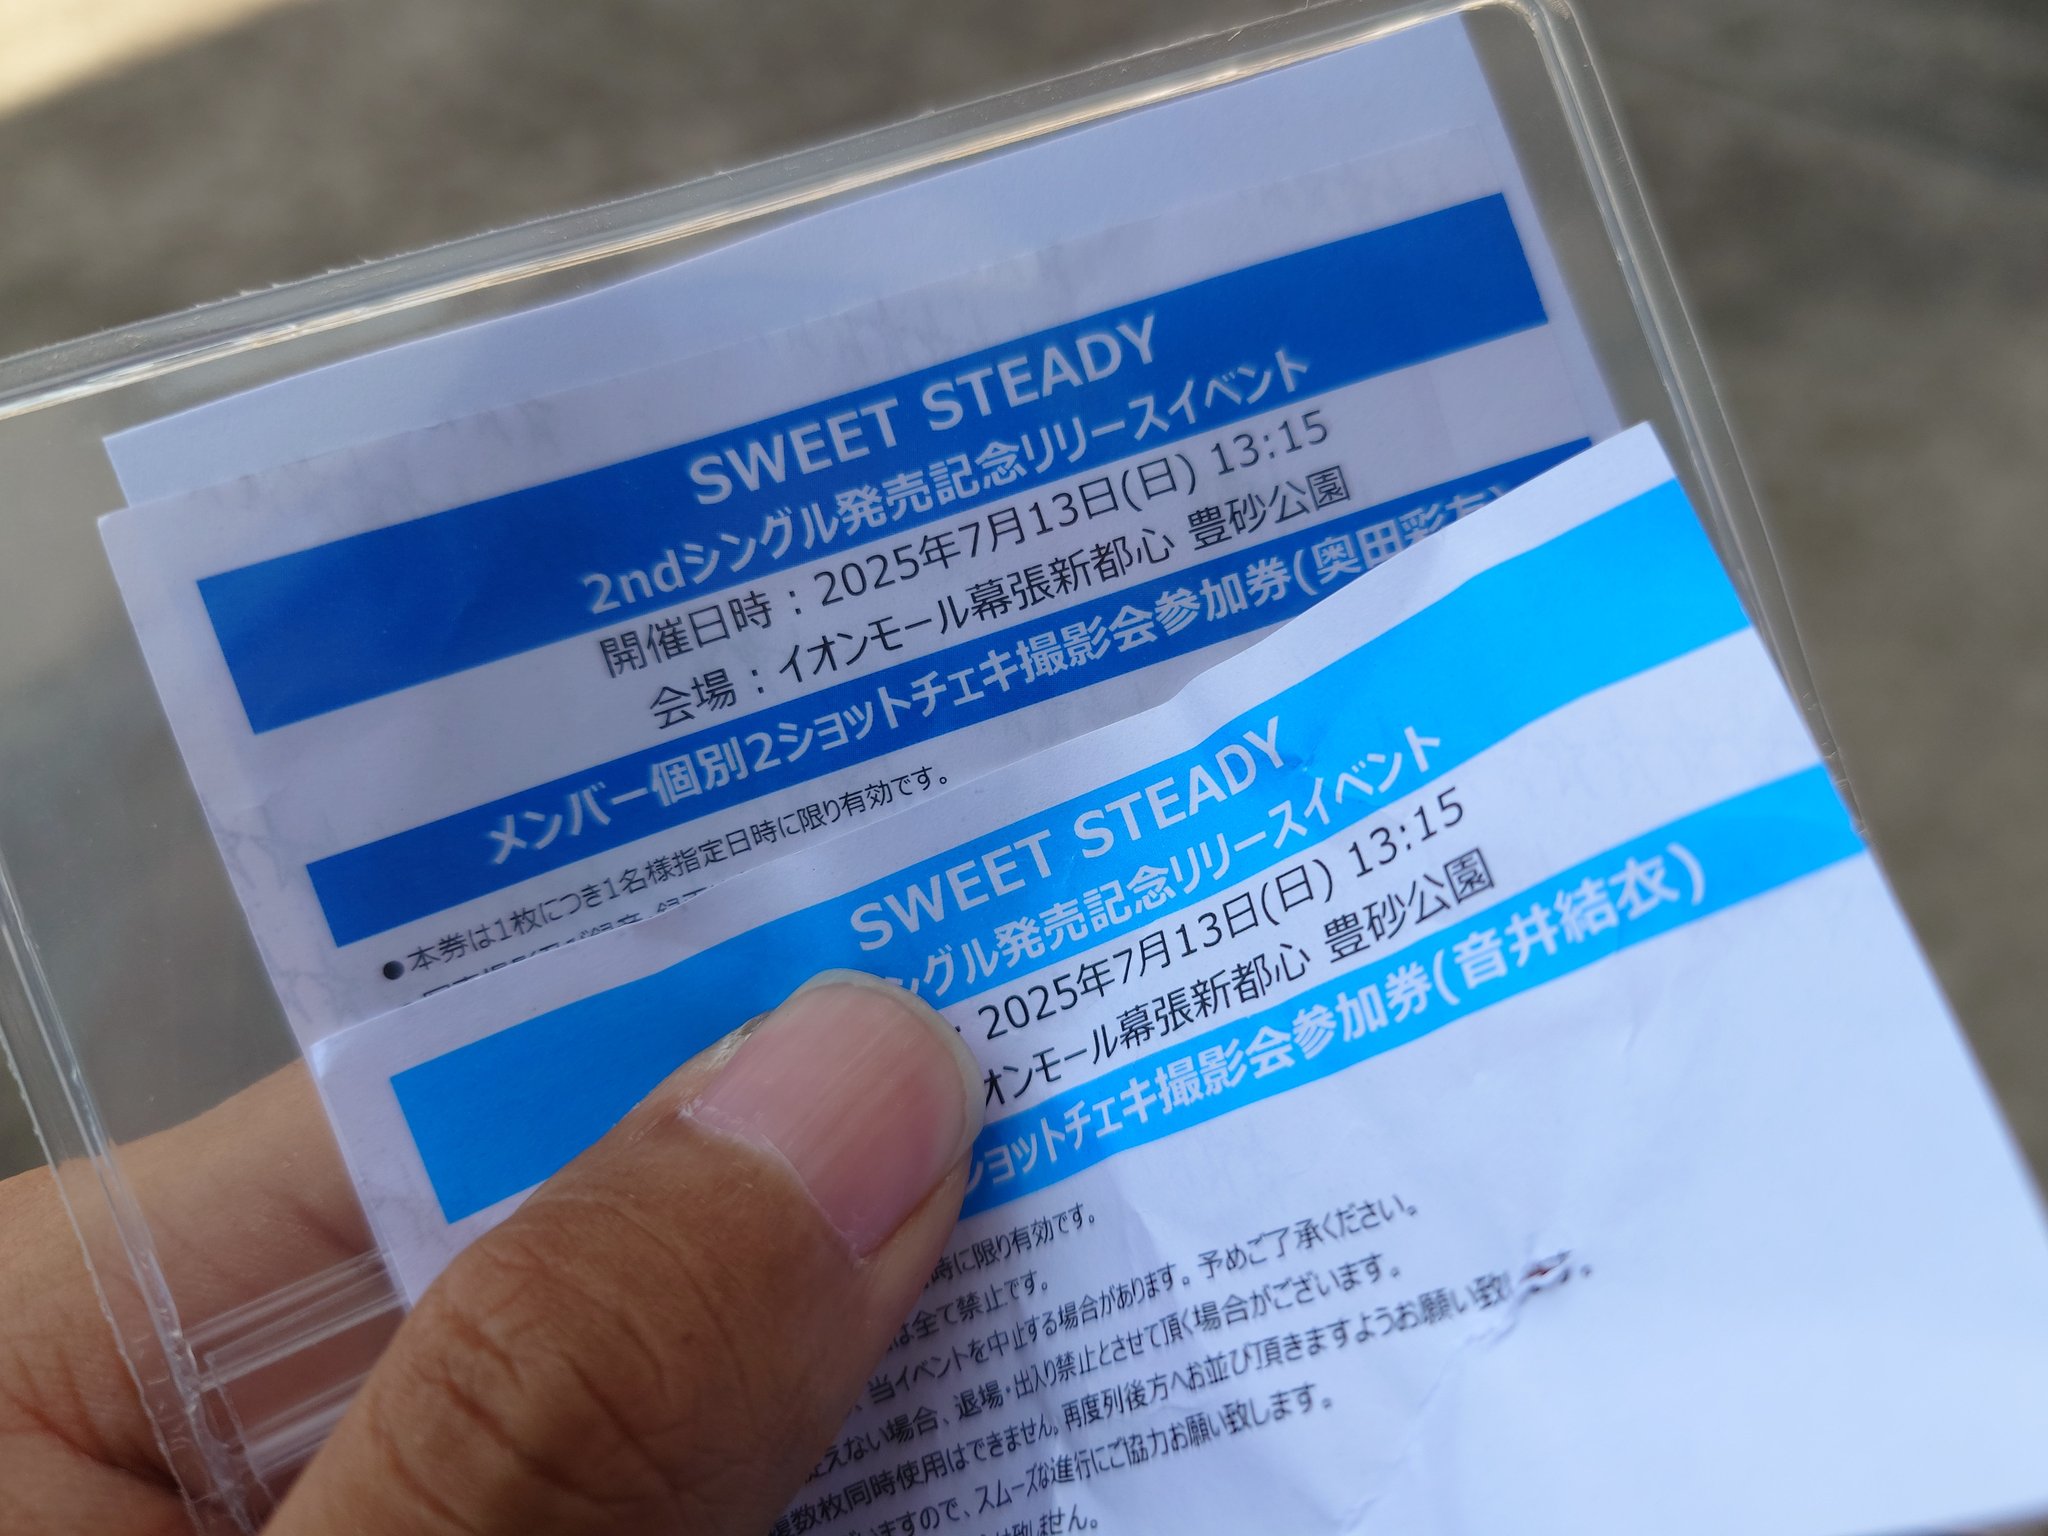 SWEET STEADY
2ndシングル発売記念リリースイベント
開催日時：2025年7月13日(日) 13:15
会場：イオンモール幕張新都心 豊砂公園
メンバー個別2ショットチェキ撮影会参加券(奥田彩友)
●本券は1枚につき1名様指定日時に限り有効です。
SWEET STEADY
ングル発売記念リリースイベント
：2025年7月13日(日) 13:15
オンモール幕張新都心 豊砂公園
ショットチェキ撮影会参加券(音井結衣)
時に限り有効です。
は全て禁止です。
、当イベントを中止する場合があります。予めご了承ください。
えない場合、退場・出入り禁止とさせて頂く場合がございます。
複数枚同時使用はできません。再度列後方へお並び頂きますようお願い致し
いますので、スムーズな進行にご協力お願い致します。
致しません。